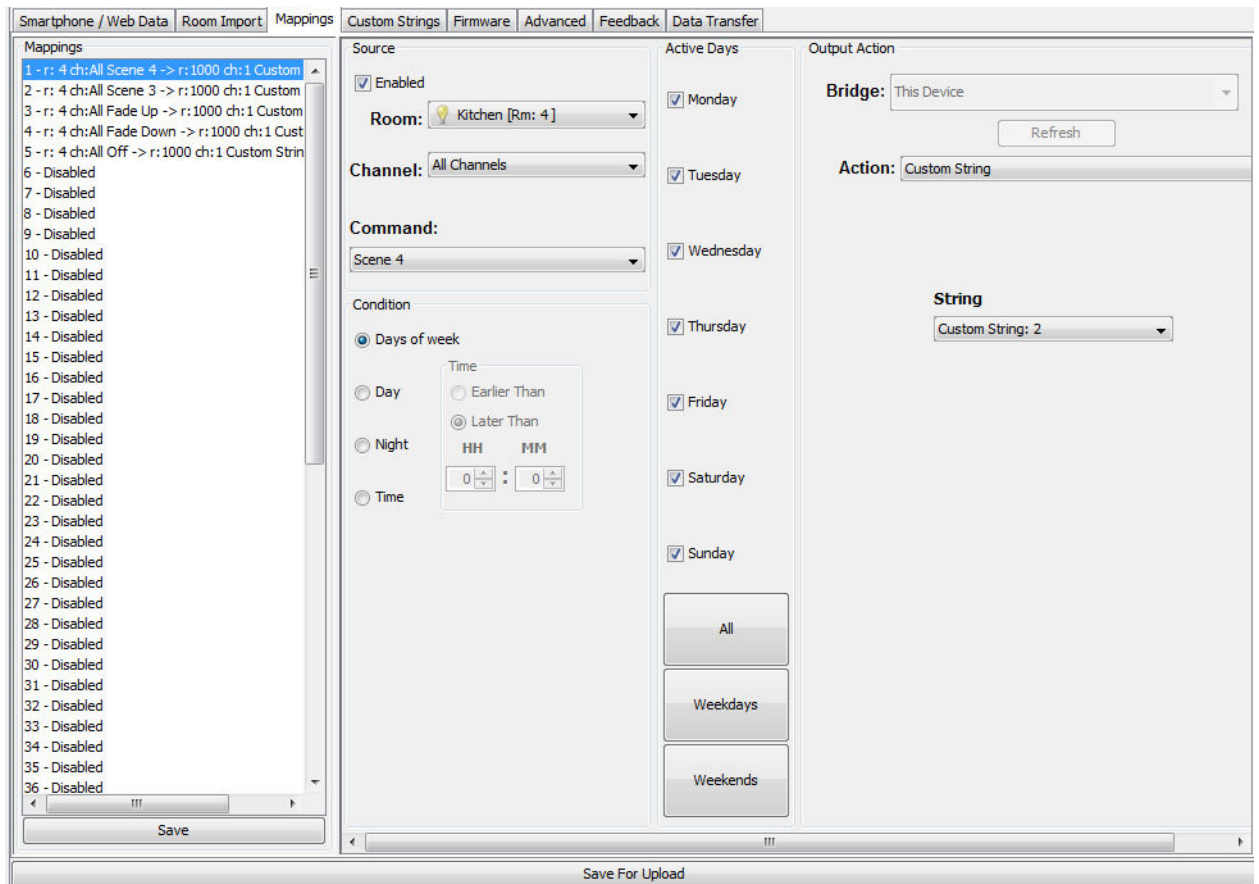 Smartphone / Web Data Room Import Mappings Custom Strings Firmware Advanced Feedback Data Transfer
Mappings
1 - r: 4 ch:All Scene 4 -> r:1000 ch:1 Custom
2 - r: 4 ch:All Scene 3 -> r:1000 ch:1 Custom
3 - r: 4 ch:All Fade Up -> r:1000 ch:1 Custom
4 - r: 4 ch:All Fade Down -> r:1000 ch:1 Cust
5 - r: 4 ch:All Off -> r:1000 ch:1 Custom Strin
6 - Disabled
7 - Disabled
8 - Disabled
9 - Disabled
10 - Disabled
11 - Disabled
12 - Disabled
13 - Disabled
14 - Disabled
15 - Disabled
16 - Disabled
17 - Disabled
18 - Disabled
19 - Disabled
20 - Disabled
21 - Disabled
22 - Disabled
23 - Disabled
24 - Disabled
25 - Disabled
26 - Disabled
27 - Disabled
28 - Disabled
29 - Disabled
30 - Disabled
31 - Disabled
32 - Disabled
33 - Disabled
34 - Disabled
35 - Disabled
36 - Disabled
Save
Source
Enabled
Room: Kitchen [Rm: 4 ]
Channel: All Channels
Command:
Scene 4
Condition
Days of week
Day
Night
Time
Time
Earlier Than
Later Than
HH MM
0 : 0
Active Days
Monday
Tuesday
Wednesday
Thursday
Friday
Saturday
Sunday
All
Weekdays
Weekends
Output Action
Bridge: This Device
Refresh
Action: Custom String
String
Custom String: 2
Save For Upload